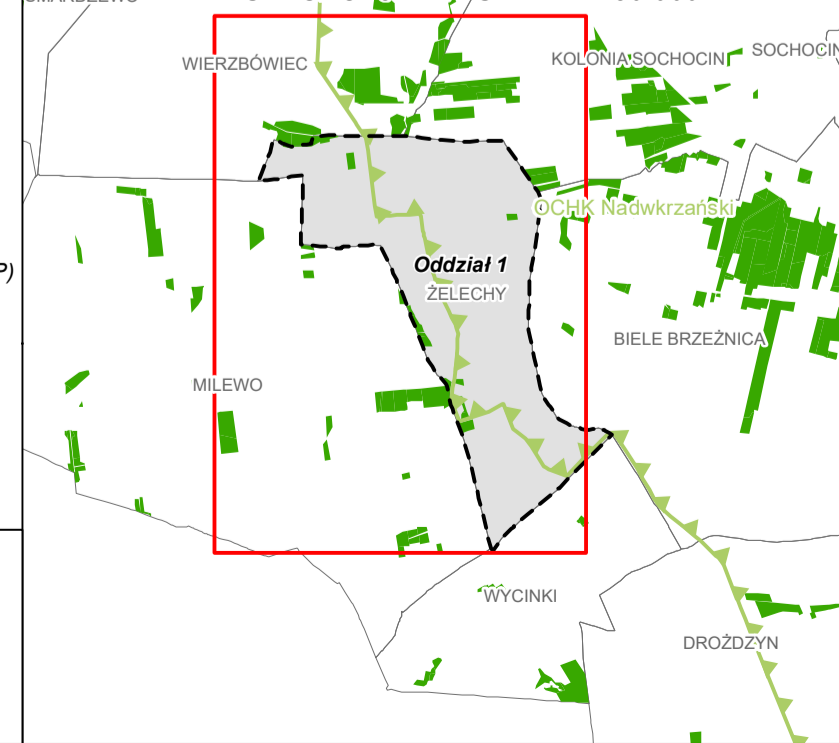 WIERZBÓWIEC
KOLONIA SOCHOCIN
SOCHOCIN
OCHK Nadwkrzański
P)
Oddział 1
ŻELECHY
BIELE BRZEŹNICA
MILEWO
WYCINKI
DROŻDZYN